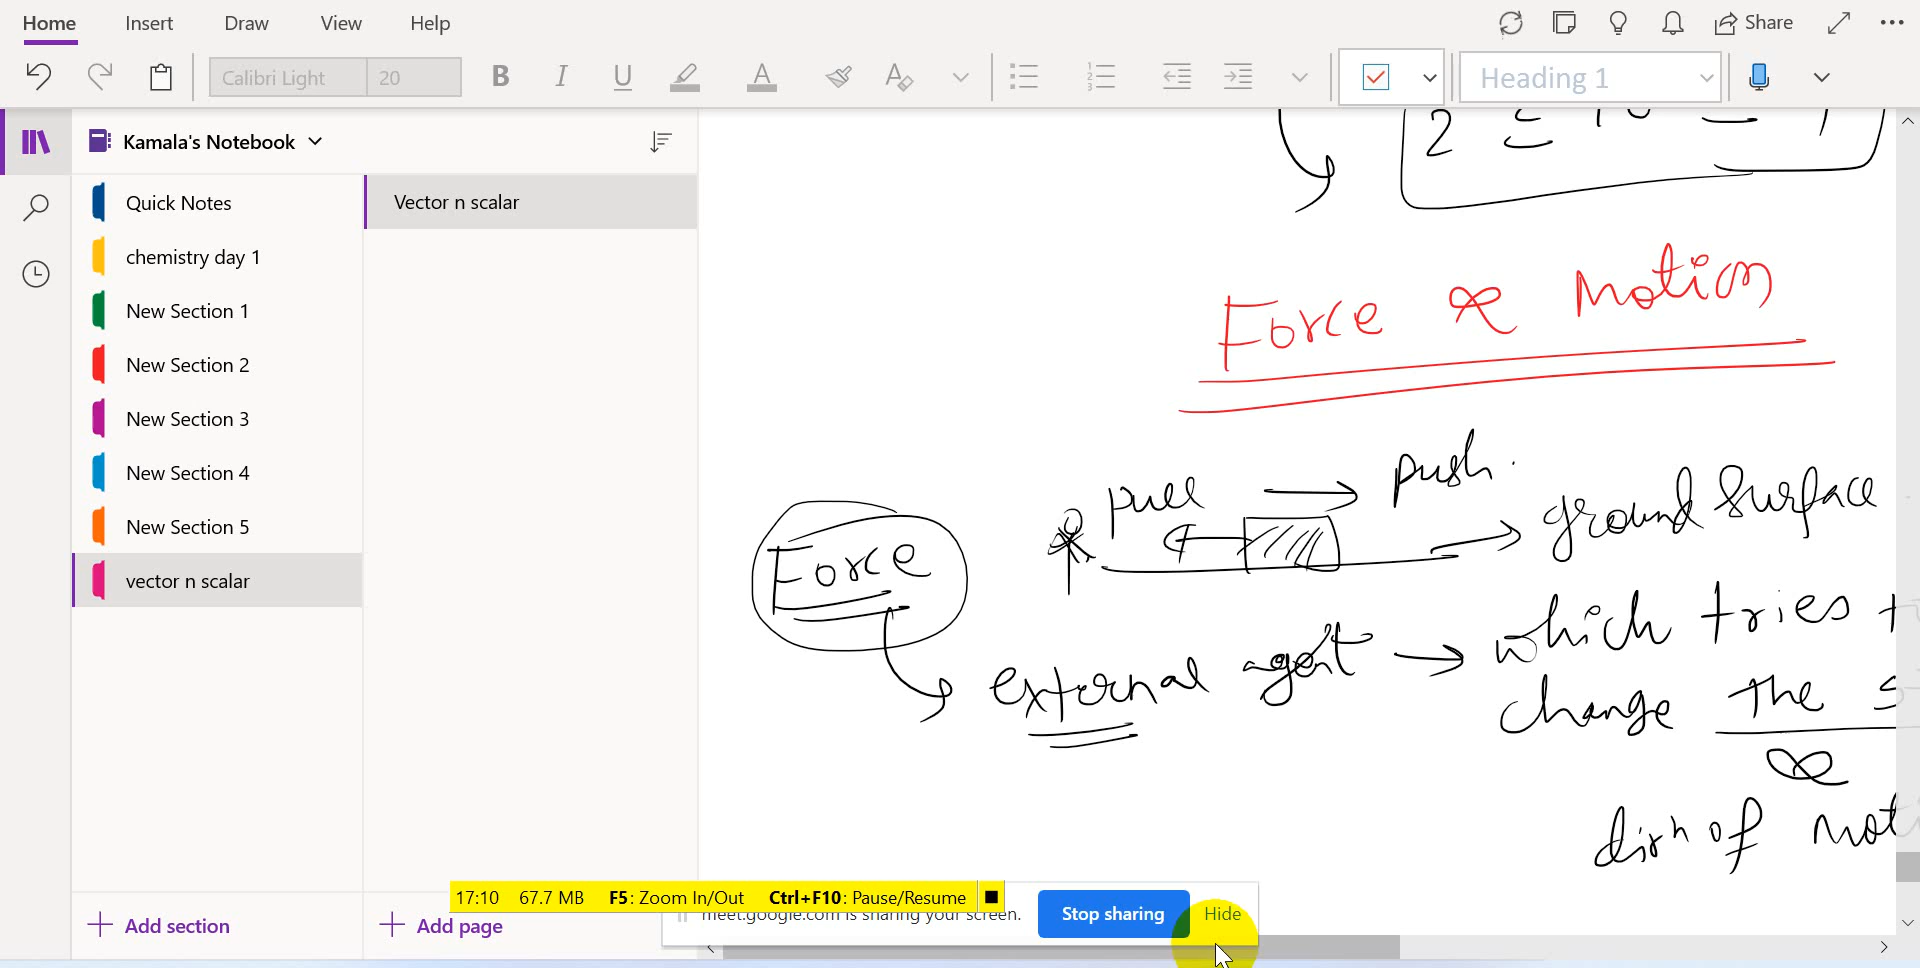 Home Insert Draw View Help Share
Calibri Light 20 B I U A A Heading 1
Kamala's Notebook
Quick Notes
chemistry day 1
New Section 1
New Section 2
New Section 3
New Section 4
New Section 5
vector n scalar
Add section
Vector n scalar
Add page
2
Force & Motion
pull → push.
Force
→ ground surface
external agent → which tries
change the s
&
dirn of mot
17:10 67.7 MB F5: Zoom In/Out Ctrl+F10: Pause/Resume
meet.google.com is sharing your screen. Stop sharing Hide